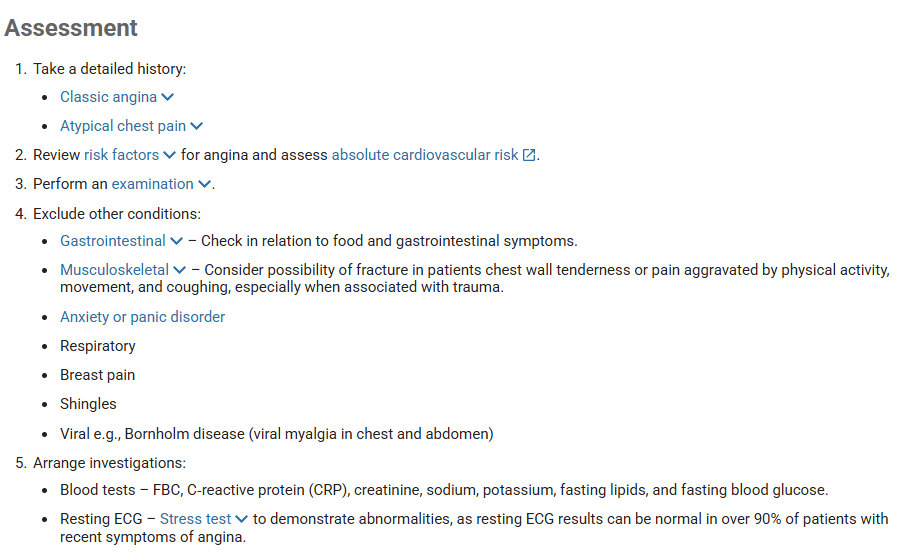 Assessment
1. Take a detailed history:
• Classic angina
• Atypical chest pain
2. Review risk factors for angina and assess absolute cardiovascular risk.
3. Perform an examination.
4. Exclude other conditions:
• Gastrointestinal – Check in relation to food and gastrointestinal symptoms.
• Musculoskeletal – Consider possibility of fracture in patients chest wall tenderness or pain aggravated by physical activity,
movement, and coughing, especially when associated with trauma.
• Anxiety or panic disorder
• Respiratory
• Breast pain
• Shingles
• Viral e.g., Bornholm disease (viral myalgia in chest and abdomen)
5. Arrange investigations:
• Blood tests – FBC, C-reactive protein (CRP), creatinine, sodium, potassium, fasting lipids, and fasting blood glucose.
• Resting ECG – Stress test to demonstrate abnormalities, as resting ECG results can be normal in over 90% of patients with
recent symptoms of angina.